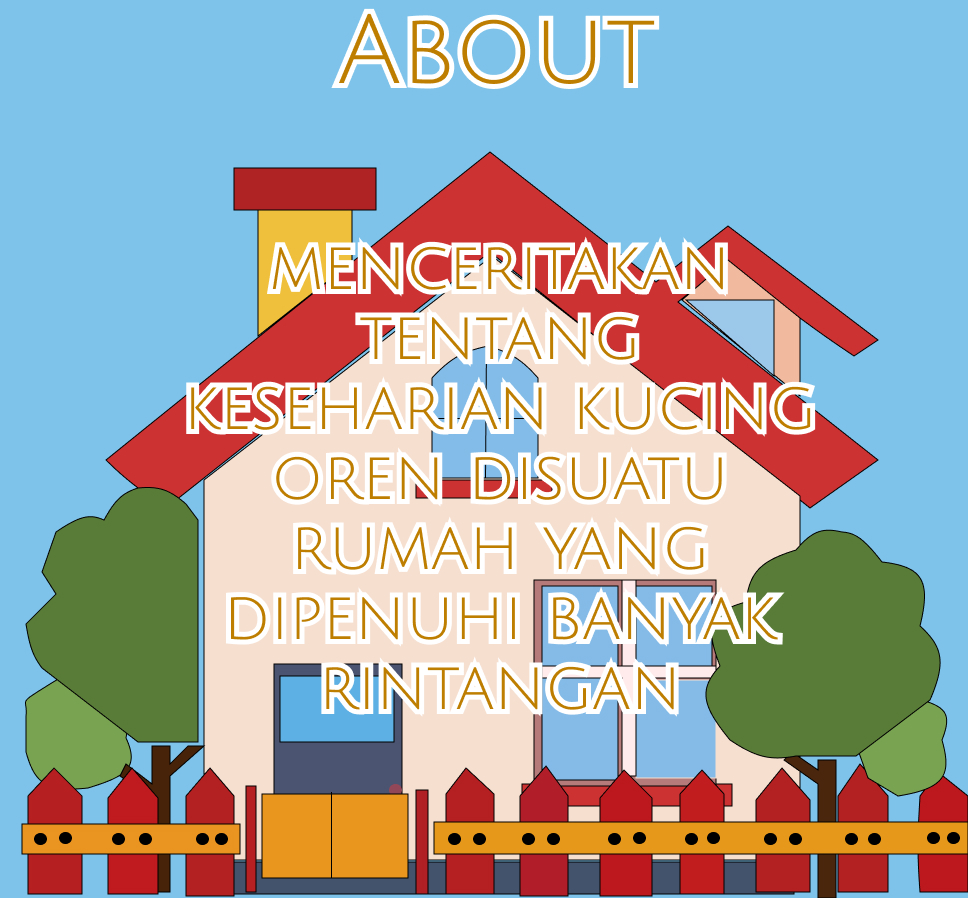 ABOUT
MENCERITAKAN
TENTANG
KESEHARIAN KUCING
OREN DISUATU
RUMAH YANG
DIPENUHI BANYAK
RINTANGAN